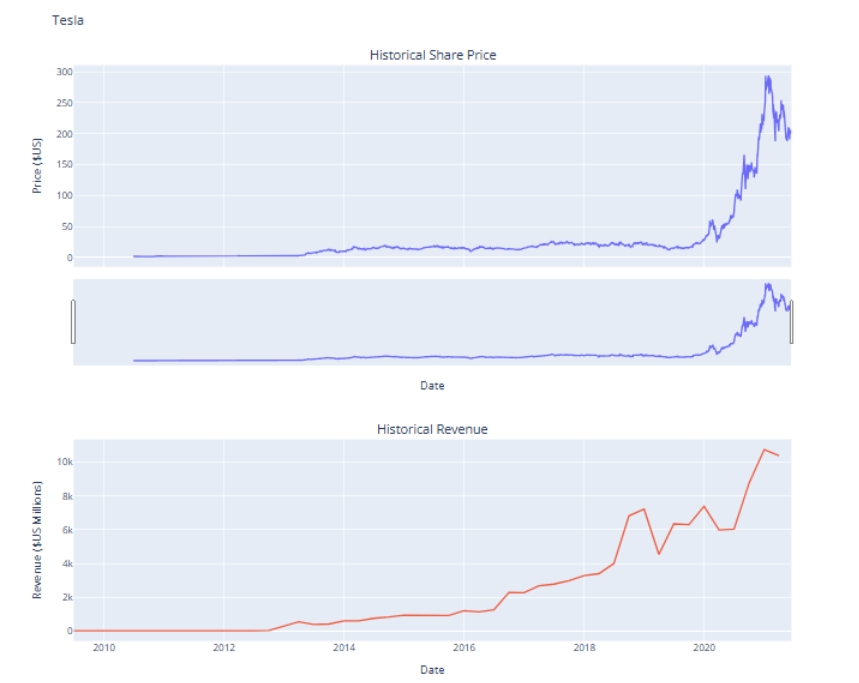 Tesla
Historical Share Price
300
250
200
150
100
50
0
Price ($US)
Date
Historical Revenue
10k
8k
6k
4k
2k
0
Revenue ($US Millions)
2010 2012 2014 2016 2018 2020
Date